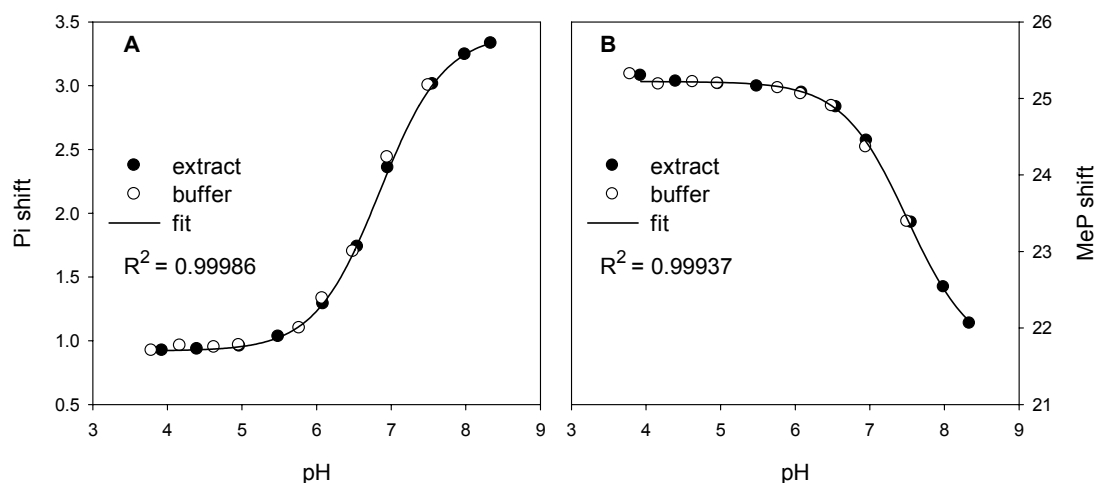 A
3.5
3.0
2.5
2.0
1.5
1.0
0.5
Pi shift
extract
buffer
fit
R² = 0.99986
3 4 5 6 7 8 9
pH
B
26
25
24
23
22
21
MeP shift
extract
buffer
fit
R² = 0.99937
3 4 5 6 7 8 9
pH